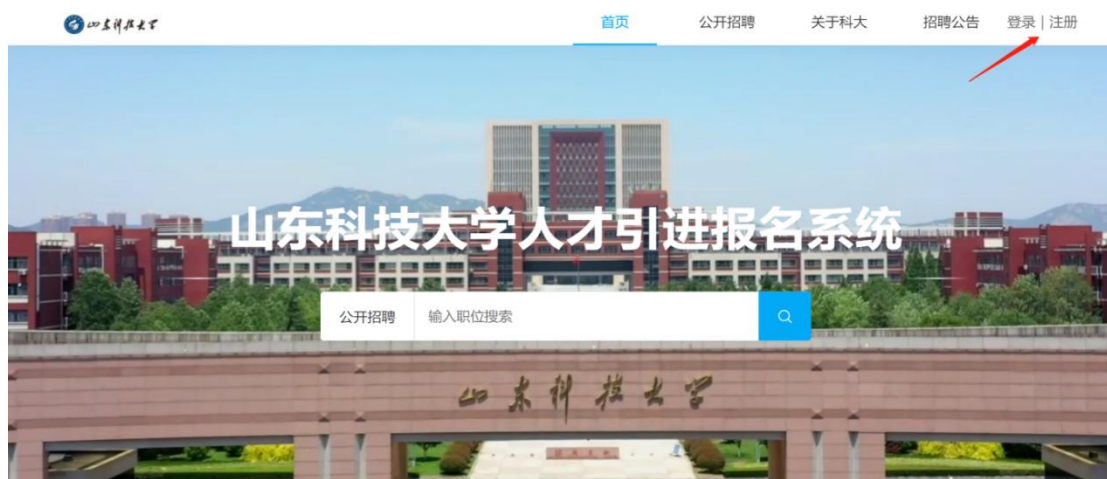 山东科技大学
首页 公开招聘 关于科大 招聘公告 登录 | 注册
山东科技大学人才引进报名系统
公开招聘 输入职位搜索
山东科技大学